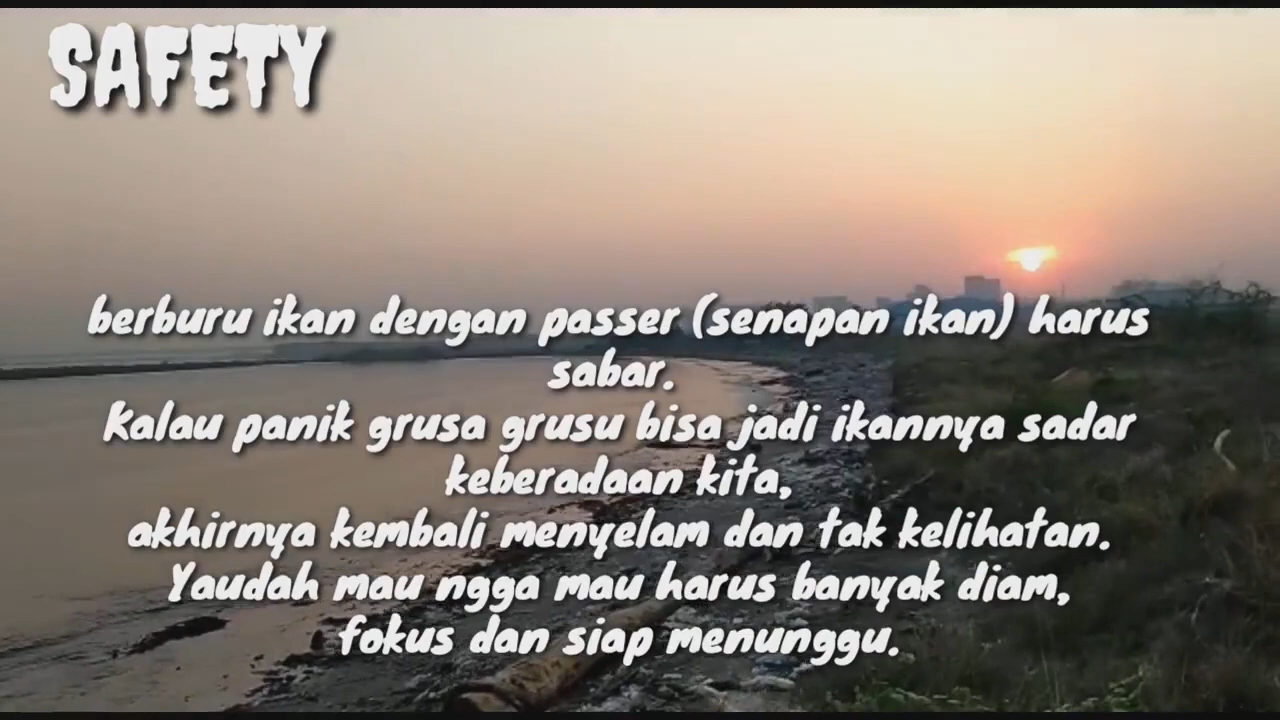 SAFETY
berburu ikan dengan passer (senapan ikan) harus
sabar.
Kalau panik grusa grusu bisa jadi ikannya sadar
keberadaan kita,
akhirnya kembali menyelam dan tak kelihatan.
Yaudah mau ngga mau harus banyak diam,
fokus dan siap menunggu.